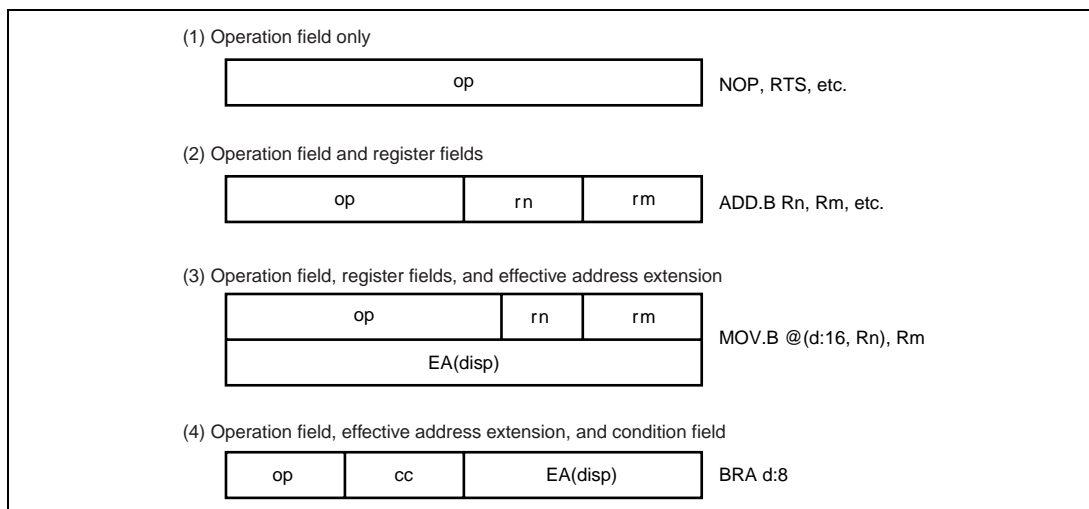 (1) Operation field only
op
NOP, RTS, etc.
(2) Operation field and register fields
op rn rm
ADD.B Rn, Rm, etc.
(3) Operation field, register fields, and effective address extension
op rn rm
EA(disp)
MOV.B @(d:16, Rn), Rm
(4) Operation field, effective address extension, and condition field
op cc EA(disp)
BRA d:8